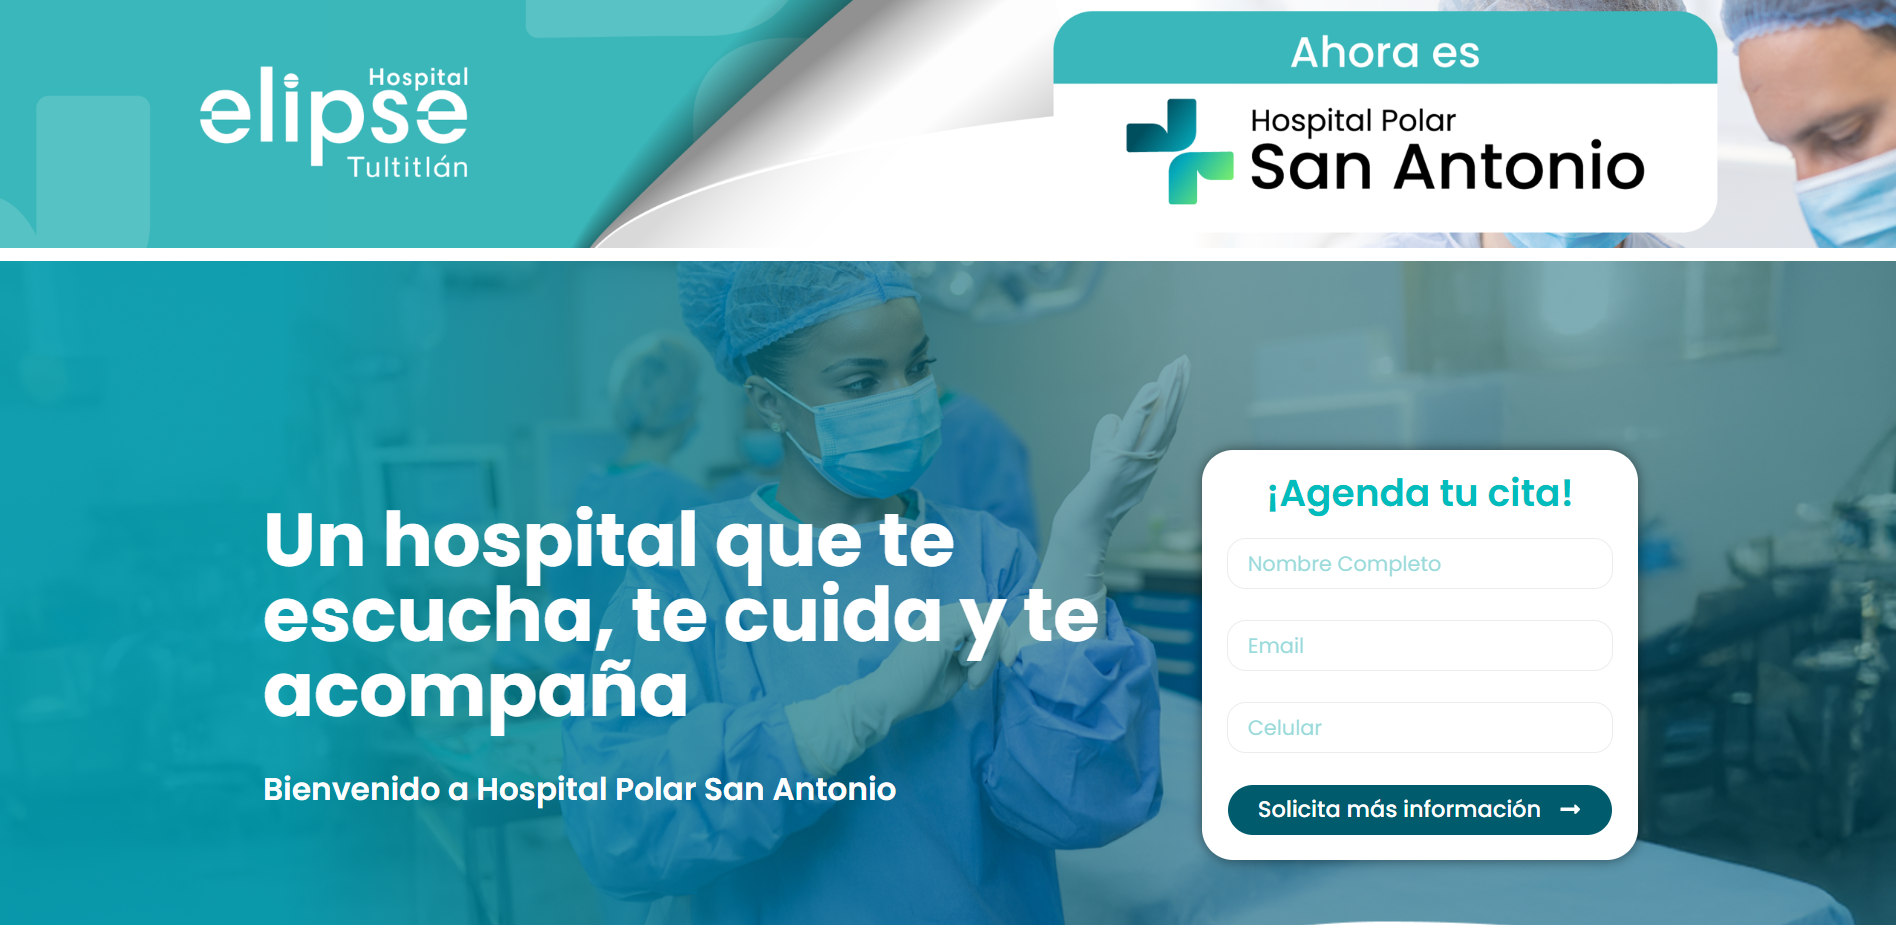 Hospital
elipse
Tultitlán
Ahora es
Hospital Polar
San Antonio
Un hospital que te
escucha, te cuida y te
acompaña
Bienvenido a Hospital Polar San Antonio
¡Agenda tu cita!
Nombre Completo
Email
Celular
Solicita más información